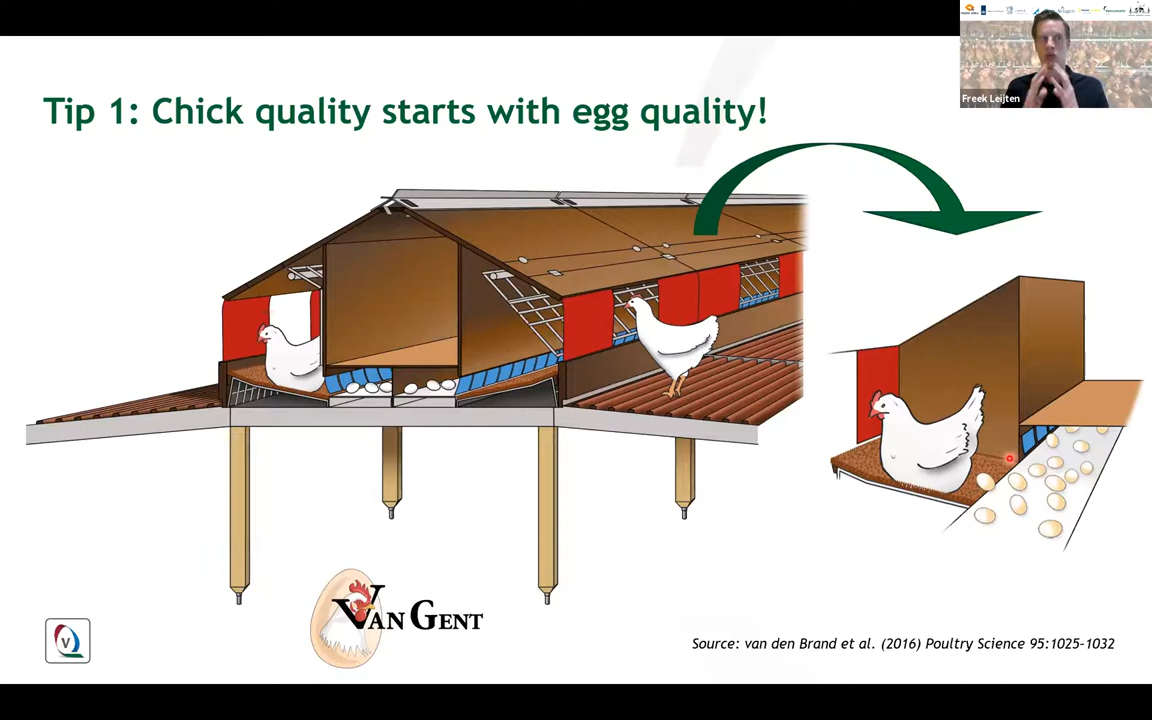 Tip 1: Chick quality starts with egg quality!
Freek Leijten
V
VAN GENT
Source: van den Brand et al. (2016) Poultry Science 95:1025-1032